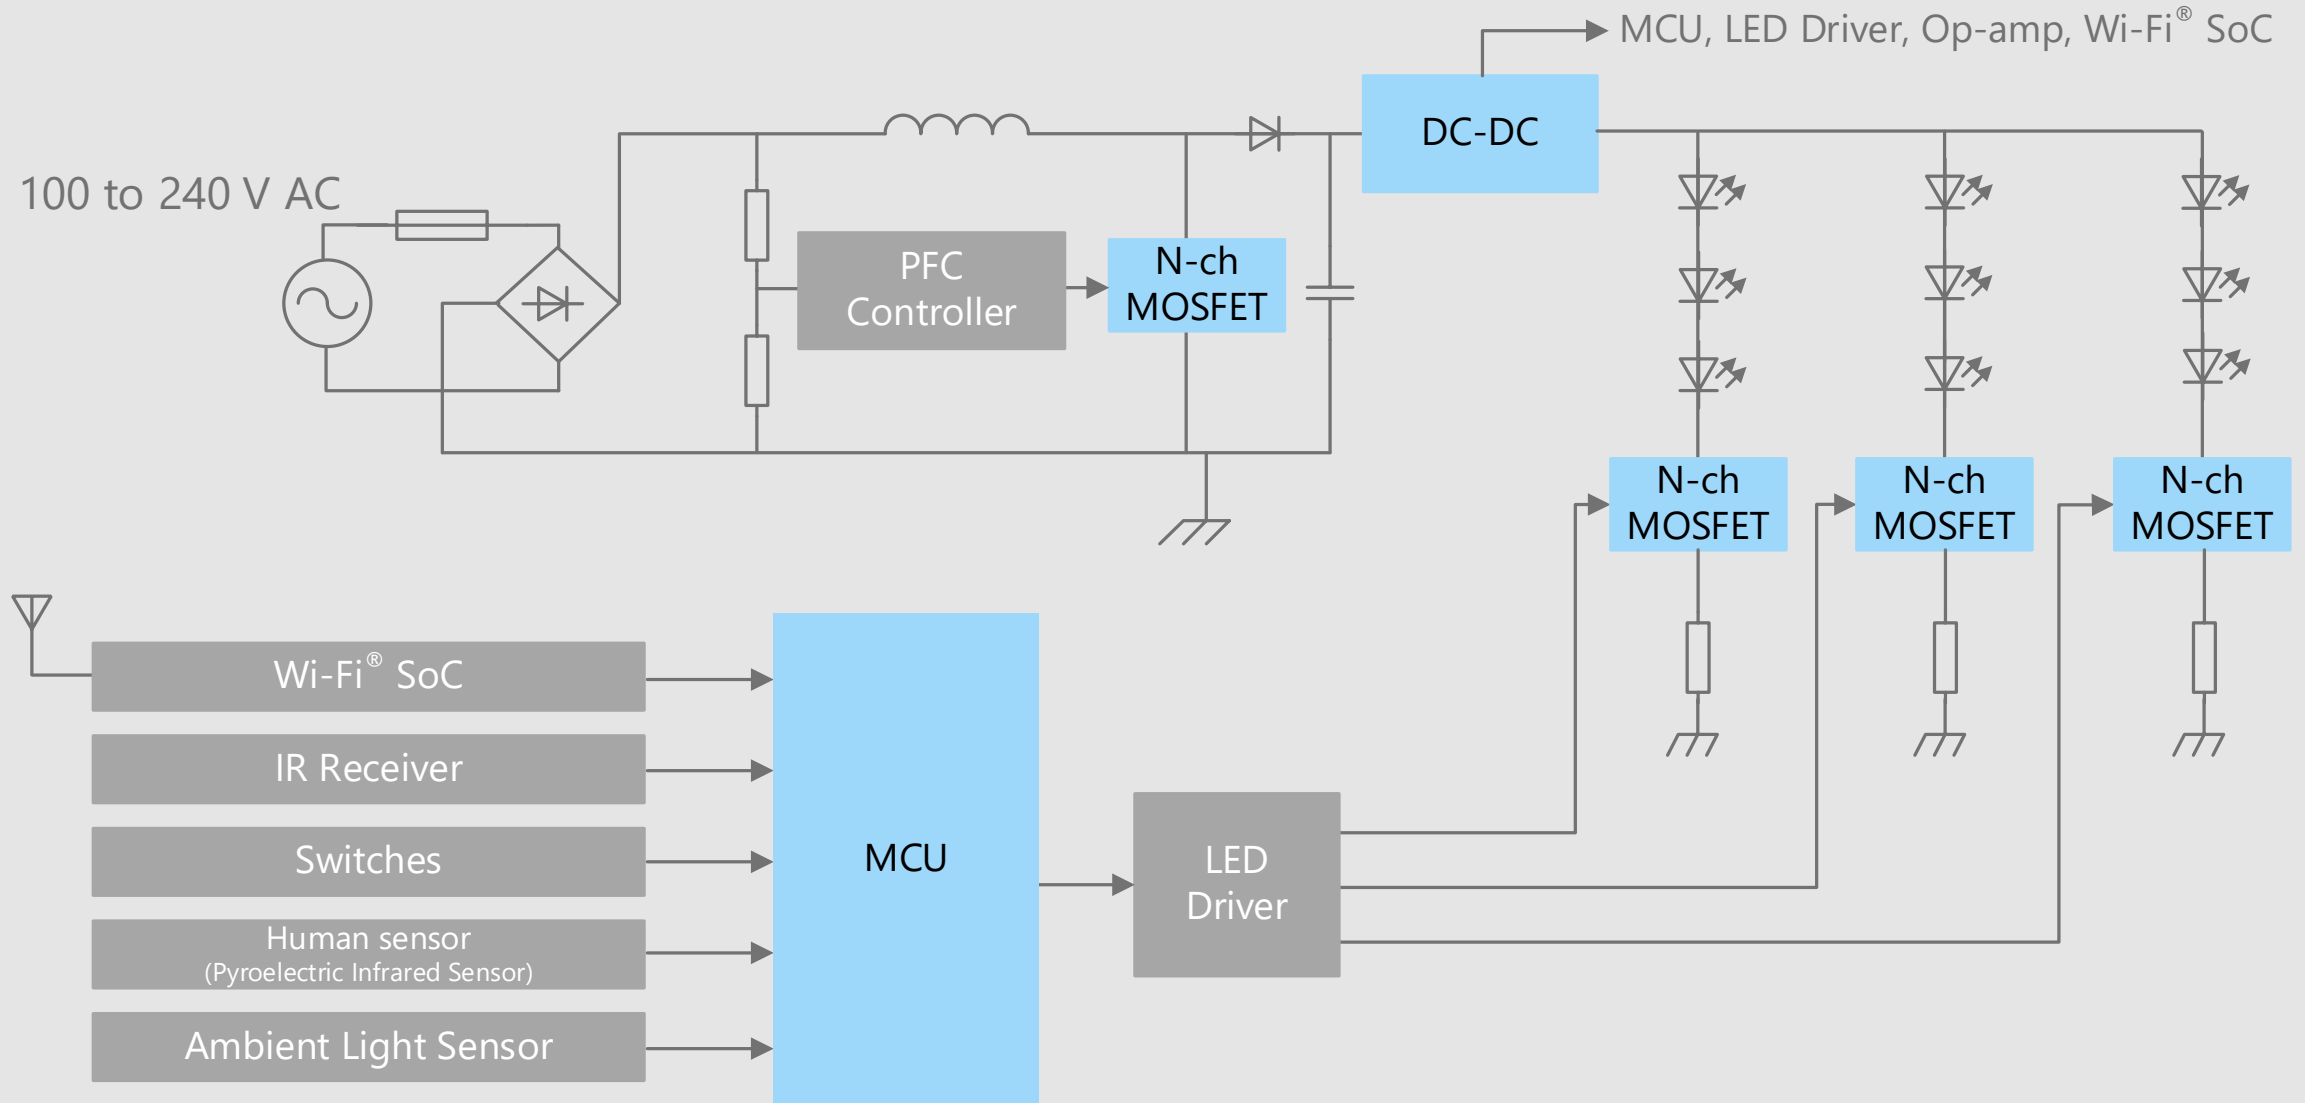 MCU, LED Driver, Op-amp, Wi-Fi® SoC
DC-DC
100 to 240 V AC
PFC
Controller
N-ch
MOSFET
N-ch
MOSFET
N-ch
MOSFET
N-ch
MOSFET
Wi-Fi® SoC
IR Receiver
Switches
Human sensor
(Pyroelectric Infrared Sensor)
Ambient Light Sensor
MCU
LED
Driver